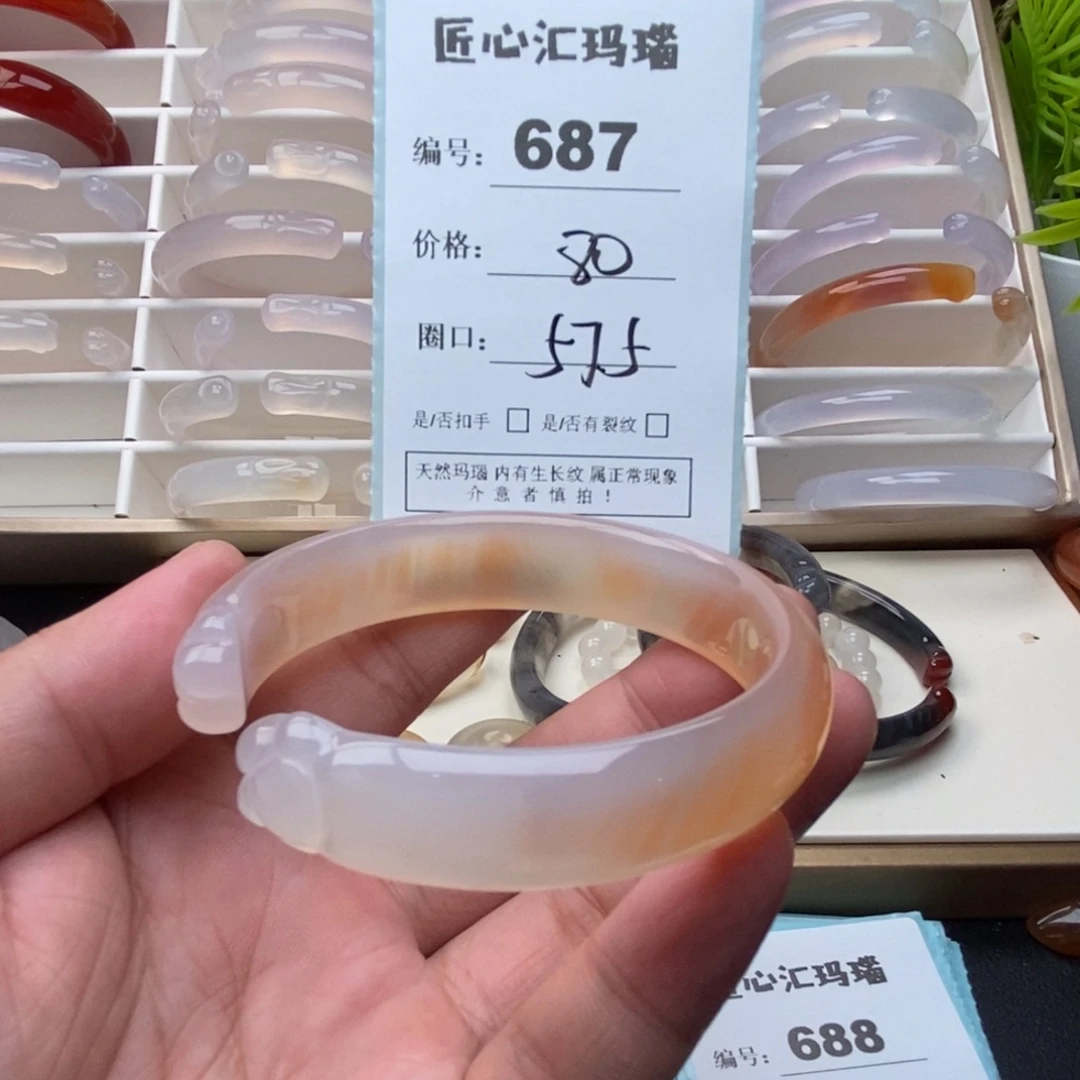 匠心汇玛瑙
编号: 687
价格: 80
圈口: 57.5
是/否扣手 □ 是/否有裂纹 □
天然玛瑙 内有生长纹 属正常现象
介意者慎拍！
心汇玛瑙
编号: 688